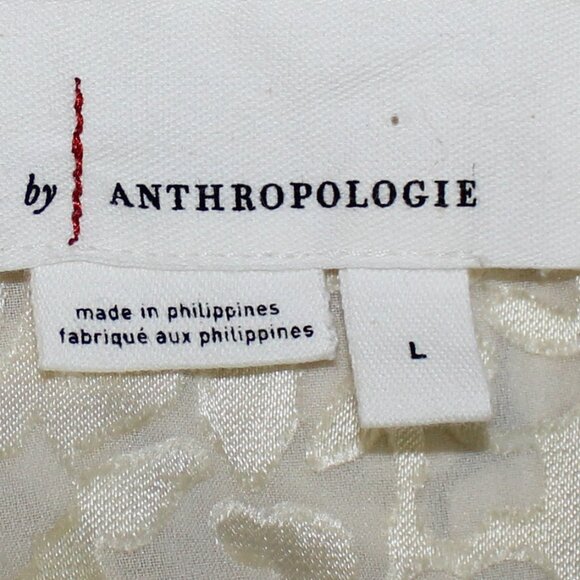 by ANTHROPOLOGIE
made in philippines
fabriqué aux philippines
L